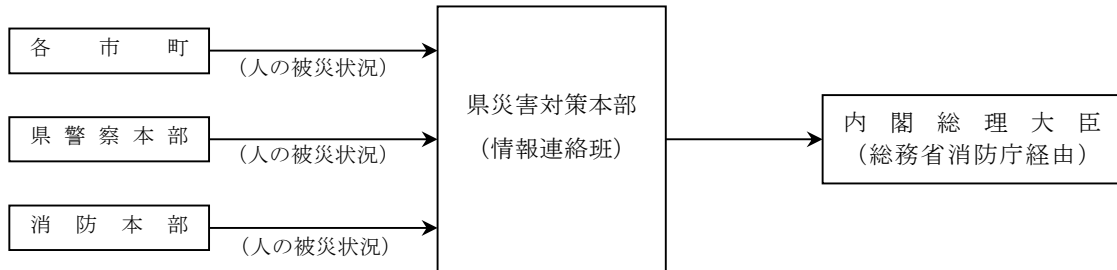 各市町
(人の被災状況)
県警察本部
(人の被災状況)
消防本部
(人の被災状況)
県災害対策本部
(情報連絡班)
内閣総理大臣
(総務省消防庁経由)